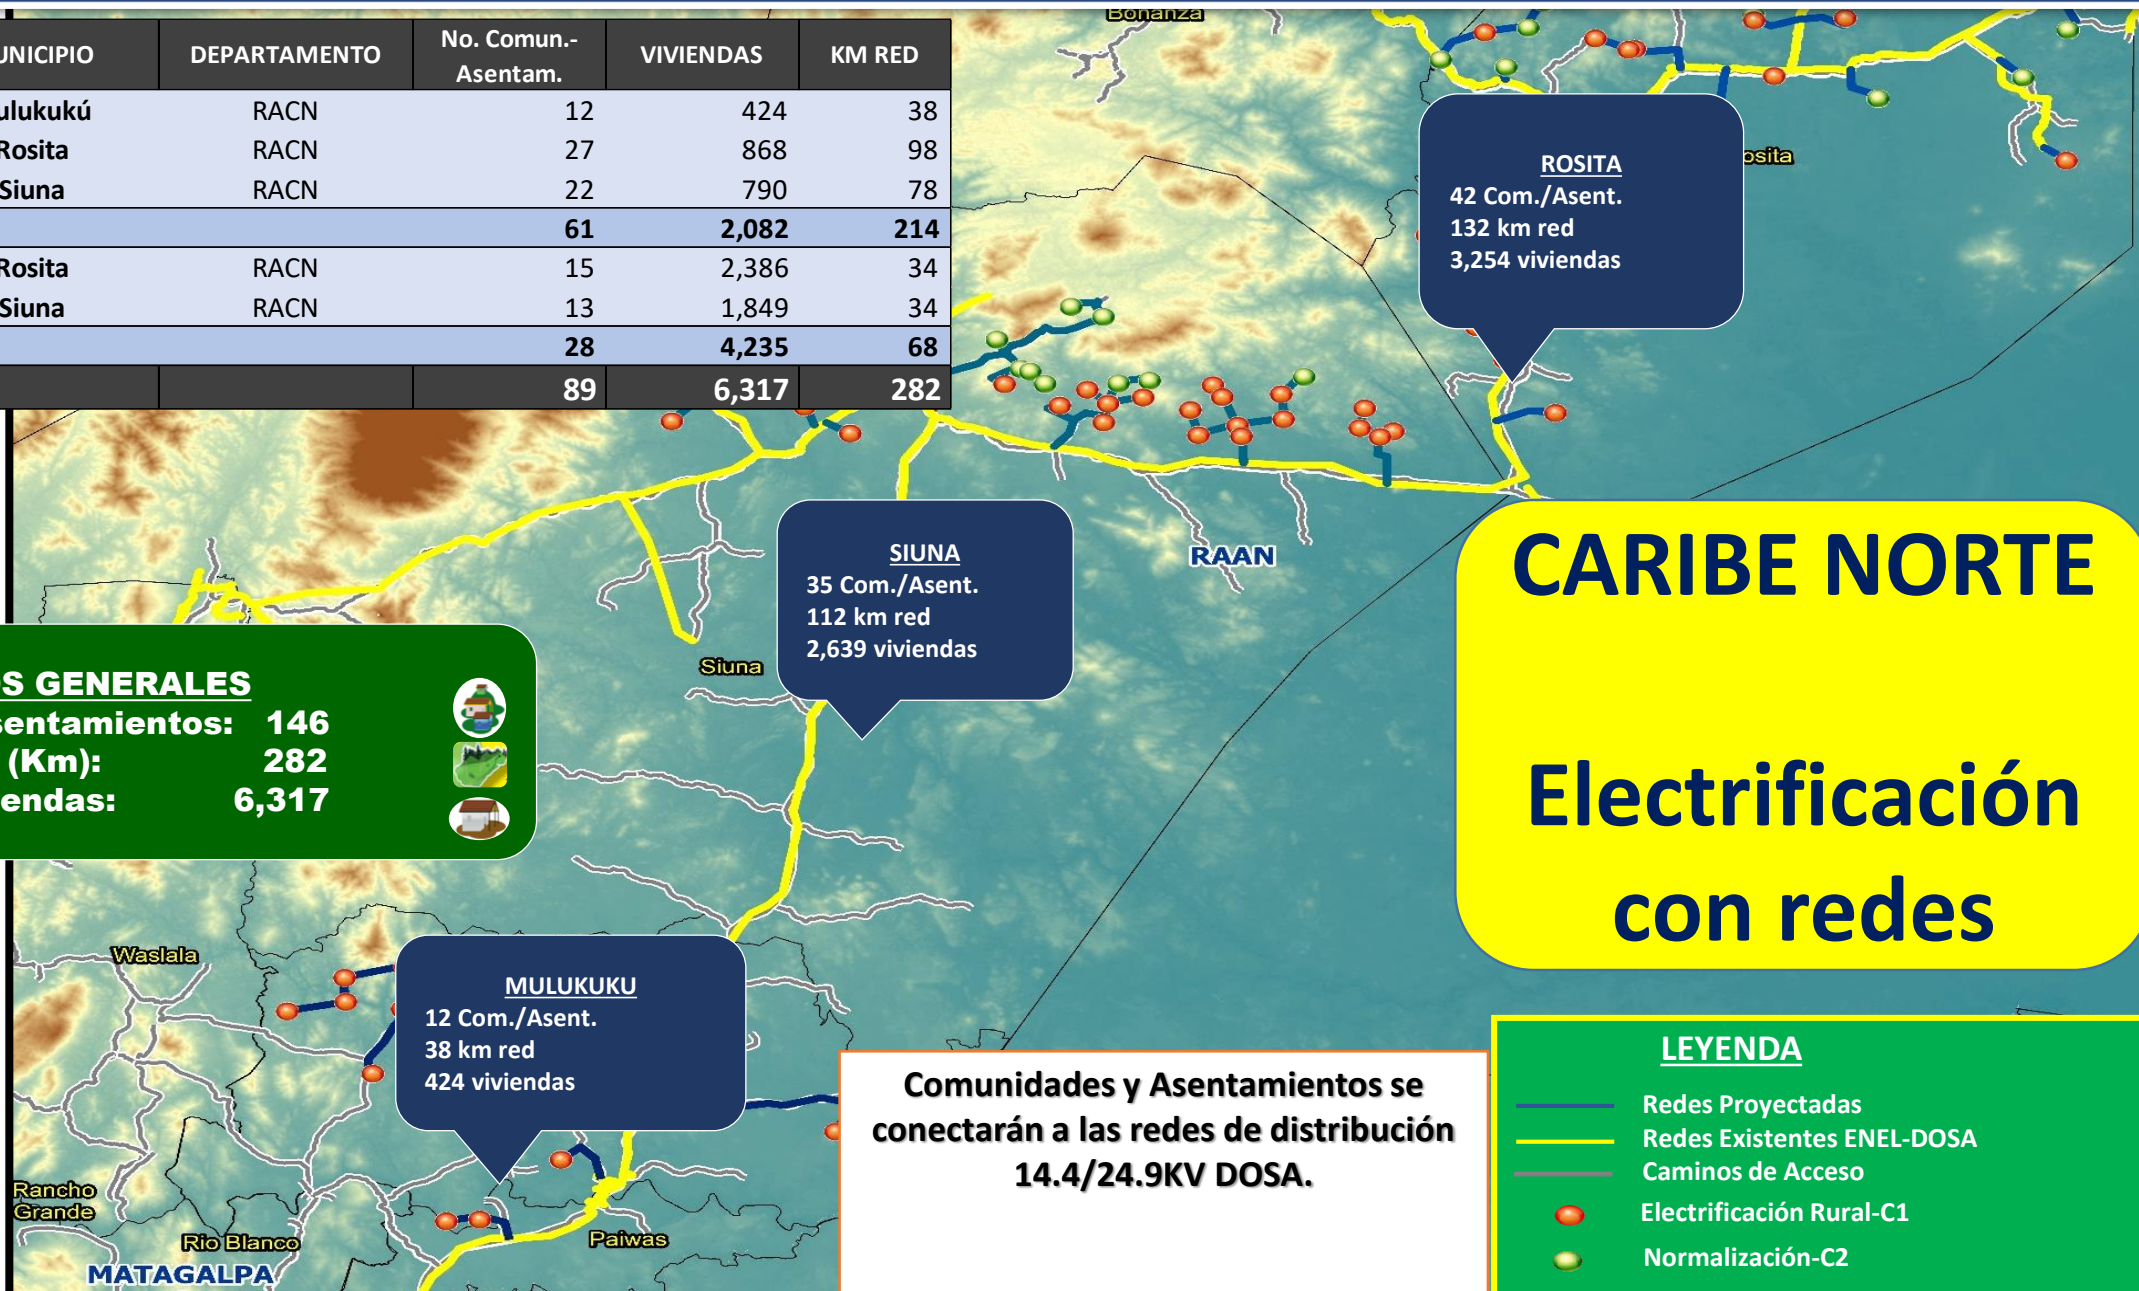 UNICIPIO DEPARTAMENTO No. Comun.- Asentam. VIVIENDAS KM RED
ulukukú RACN 12 424 38
Rosita RACN 27 868 98
Siuna RACN 22 790 78
61 2,082 214
Rosita RACN 15 2,386 34
Siuna RACN 13 1,849 34
28 4,235 68
89 6,317 282
Bonanza
ROSITA
42 Com./Asent.
132 km red
3,254 viviendas
osita
SIUNA
35 Com./Asent.
112 km red
2,639 viviendas
RAAN
Siuna
CARIBE NORTE
Electrificación
con redes
OS GENERALES
sentamientos: 146
(Km): 282
iendas: 6,317
Waslala
MULUKUKU
12 Com./Asent.
38 km red
424 viviendas
Rancho
Grande
Rio Blanco
Paiwas
MATAGALPA
Comunidades y Asentamientos se
conectarán a las redes de distribución
14.4/24.9KV DOSA.
LEYENDA
Redes Proyectadas
Redes Existentes ENEL-DOSA
Caminos de Acceso
Electrificación Rural-C1
Normalización-C2